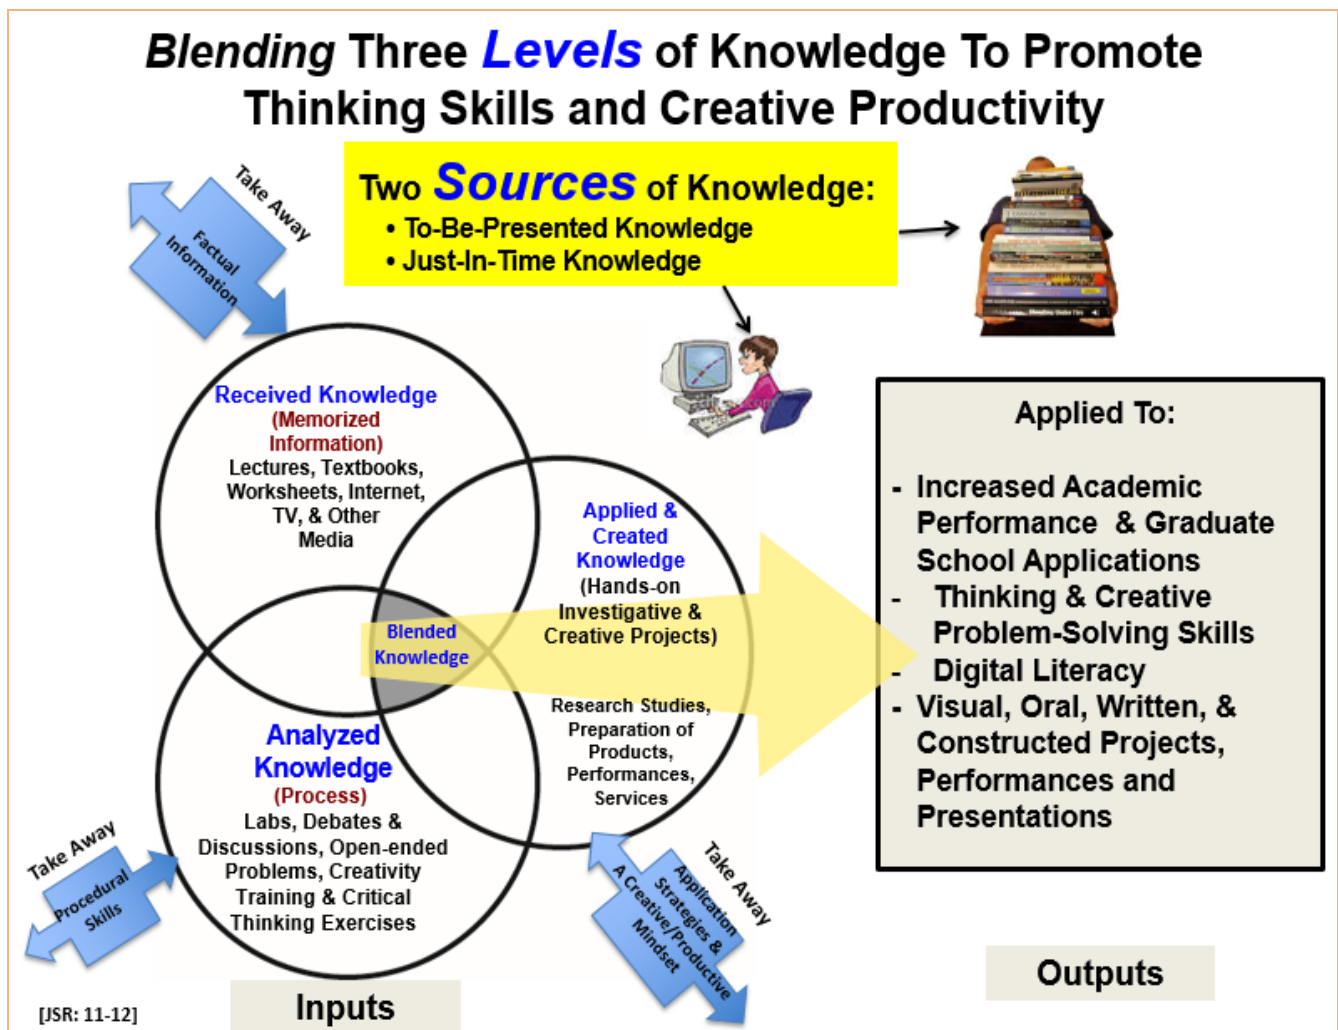 Blending Three Levels of Knowledge To Promote
Thinking Skills and Creative Productivity
Two Sources of Knowledge:
• To-Be-Presented Knowledge
• Just-In-Time Knowledge
Take Away
Factual
Information
Received Knowledge
(Memorized
Information)
Lectures, Textbooks,
Worksheets, Internet,
TV, & Other
Media
Applied &
Created
Knowledge
(Hands-on
Investigative &
Creative Projects)
Research Studies,
Preparation of
Products,
Performances,
Services
Blended
Knowledge
Analyzed
Knowledge
(Process)
Labs, Debates &
Discussions, Open-ended
Problems, Creativity
Training & Critical
Thinking Exercises
Take Away
Procedural
Skills
Take Away
Application
Strategies &
A Creative/Productive
Mindset
Applied To:
- Increased Academic
Performance & Graduate
School Applications
- Thinking & Creative
Problem-Solving Skills
- Digital Literacy
- Visual, Oral, Written, &
Constructed Projects,
Performances and
Presentations
Inputs
Outputs
[JSR: 11-12]